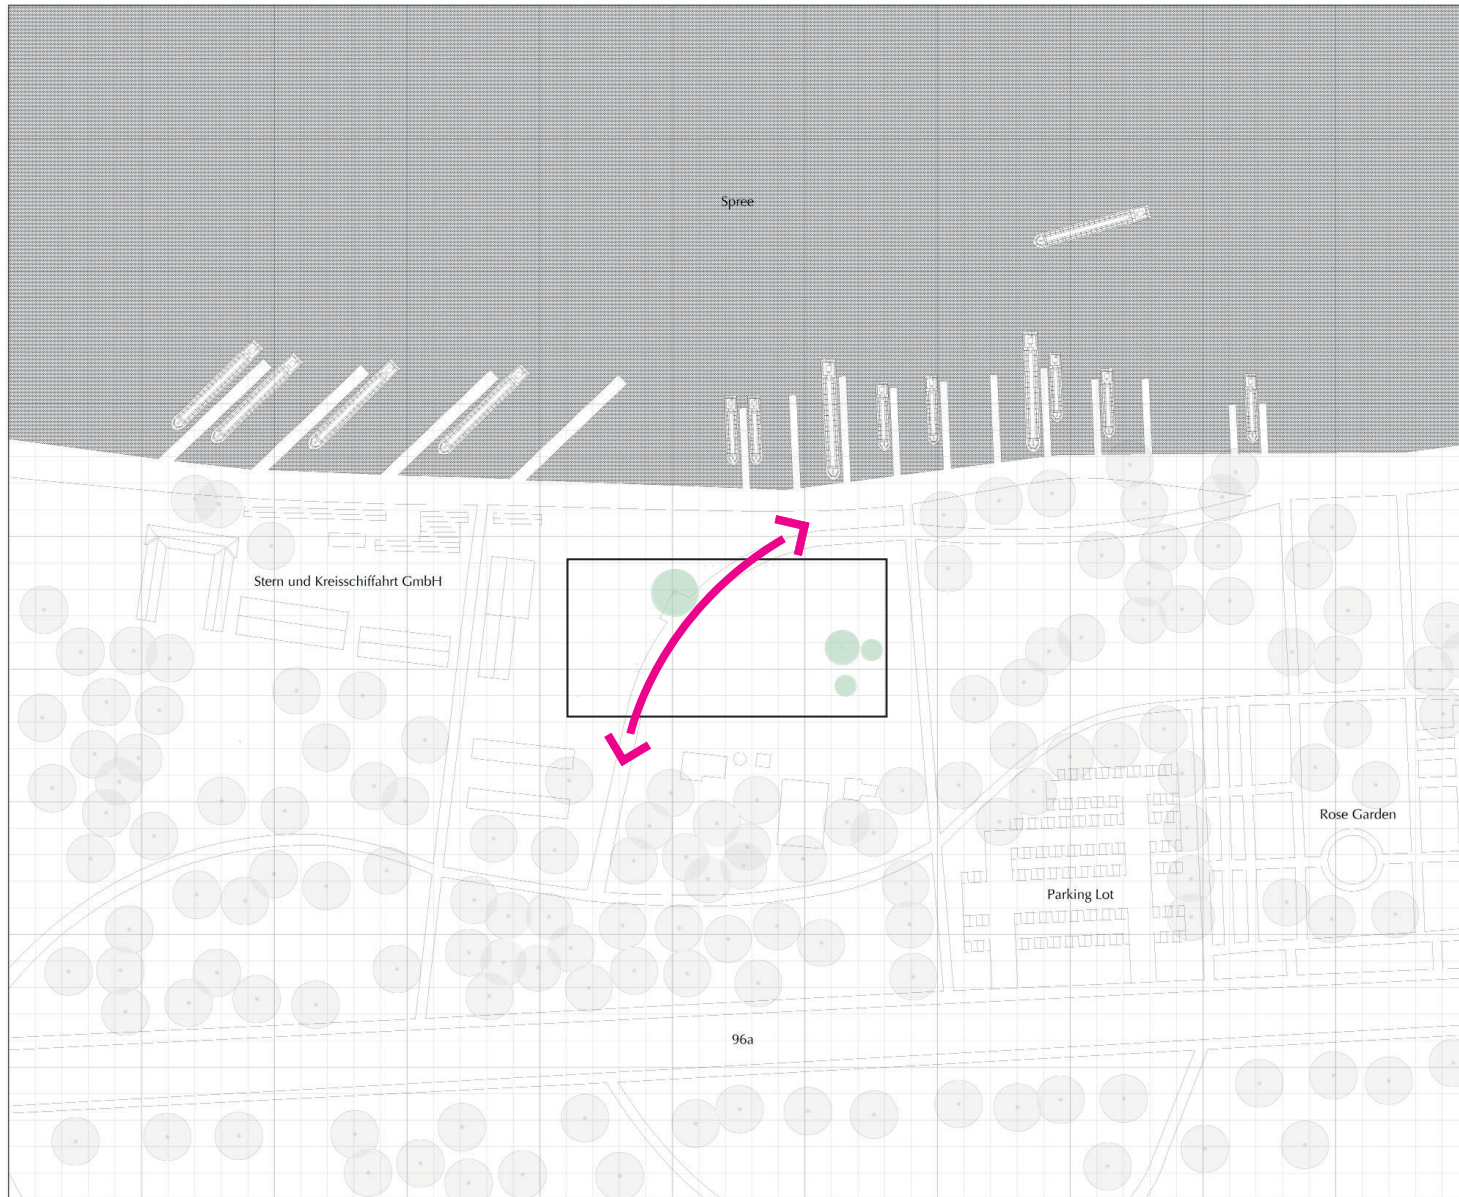 Spree
Stern und Kreisschiffahrt GmbH
Rose Garden
Parking Lot
96a